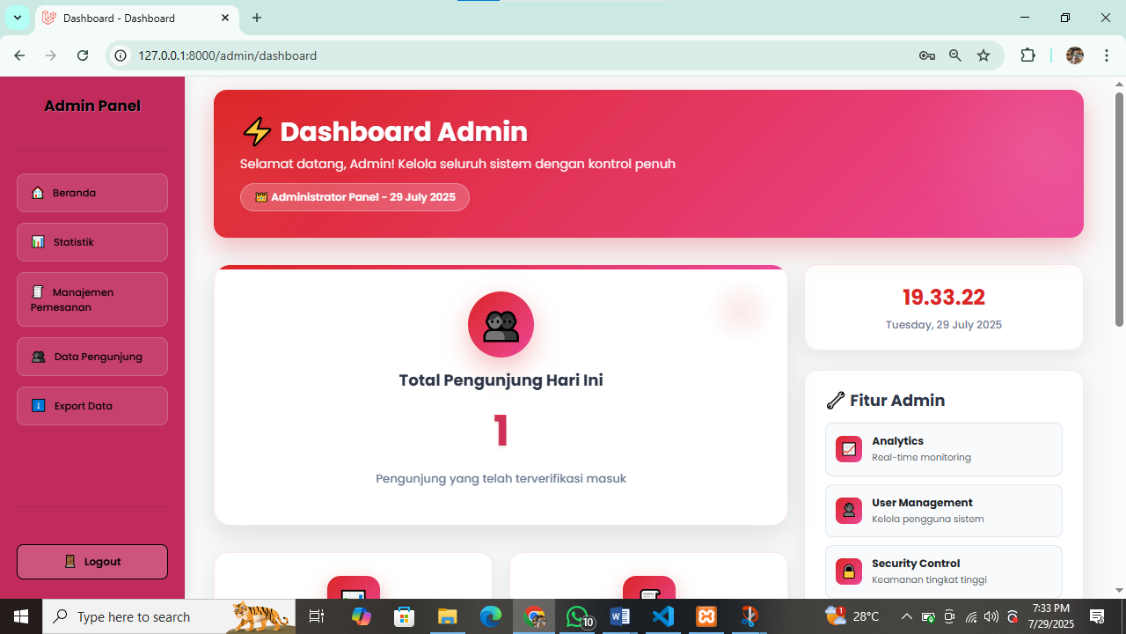 Dashboard - Dashboard
127.0.0.1:8000/admin/dashboard
Admin Panel
Beranda
Statistik
Manajemen
Pemesanan
Data Pengunjung
Export Data
Logout
Dashboard Admin
Selamat datang, Admin! Kelola seluruh sistem dengan kontrol penuh
Administrator Panel - 29 July 2025
Total Pengunjung Hari Ini
1
Pengunjung yang telah terverifikasi masuk
19.33.22
Tuesday, 29 July 2025
Fitur Admin
Analytics
Real-time monitoring
User Management
Kelola pengguna sistem
Security Control
Keamanan tingkat tinggi
Type here to search
10
1
28°C
7:33 PM
7/29/2025